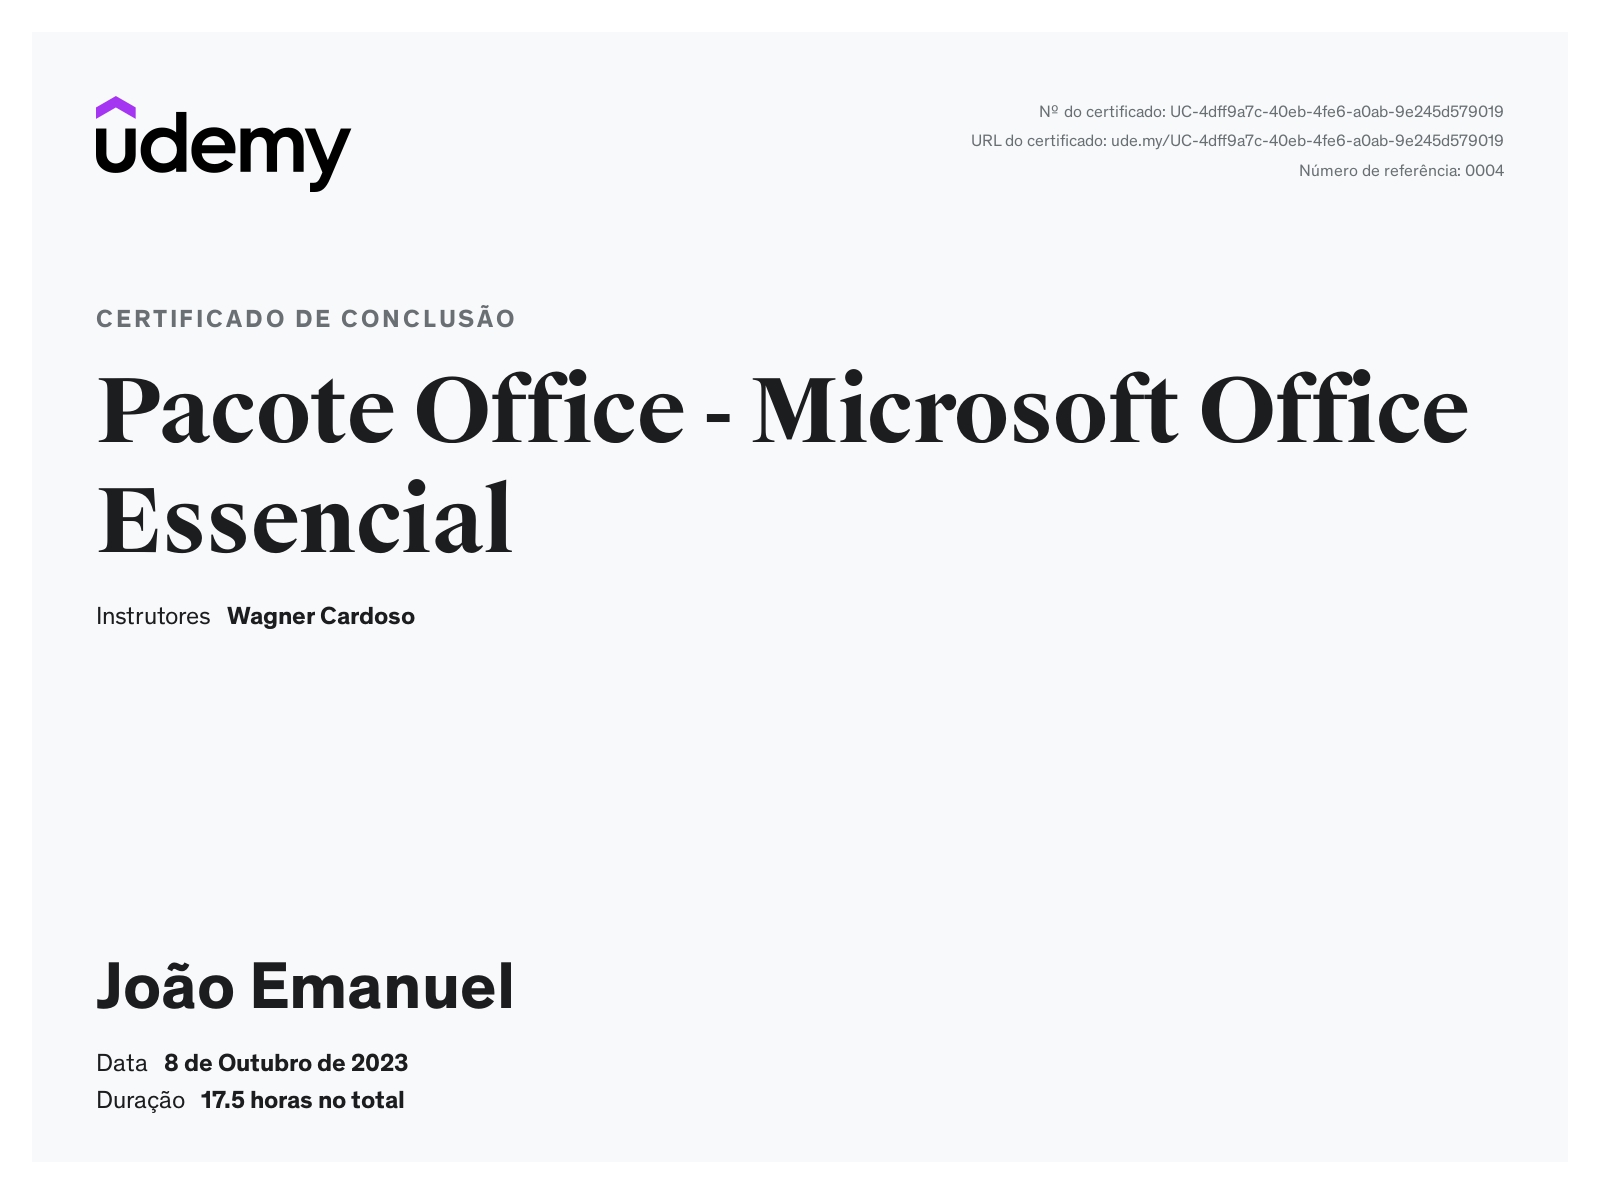 udemy
Nº do certificado: UC-4dff9a7c-40eb-4fe6-a0ab-9e245d579019
URL do certificado: ude.my/UC-4dff9a7c-40eb-4fe6-a0ab-9e245d579019
Número de referência: 0004
CERTIFICADO DE CONCLUSÃO
Pacote Office - Microsoft Office
Essencial
Instrutores Wagner Cardoso
João Emanuel
Data 8 de Outubro de 2023
Duração 17.5 horas no total